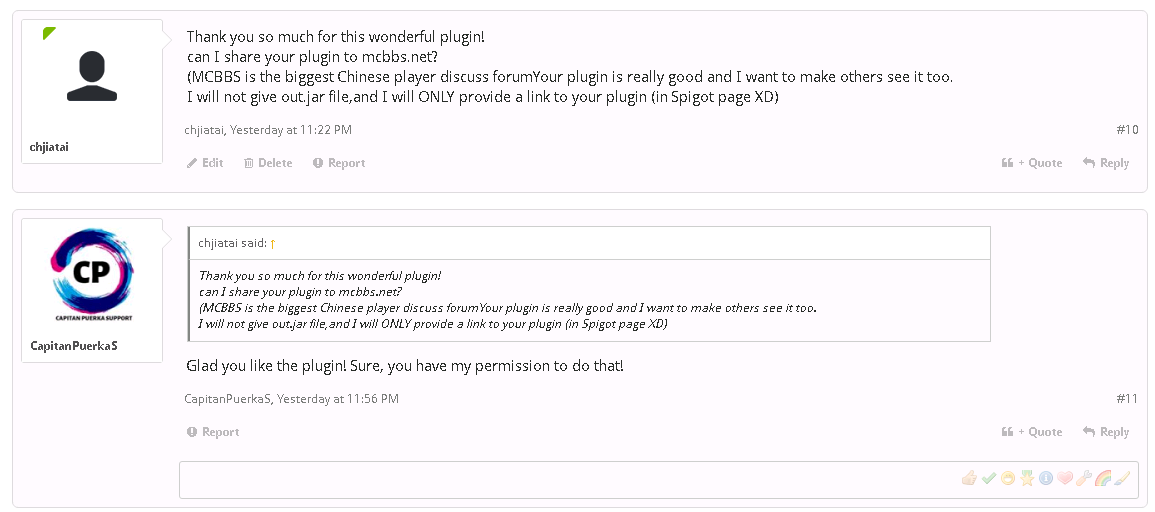 Thank you so much for this wonderful plugin!
can I share your plugin to mcbbs.net?
(MCBBS is the biggest Chinese player discuss forumYour plugin is really good and I want to make others see it too.
I will not give out.jar file,and I will ONLY provide a link to your plugin (in Spigot page XD)
chjiatai, Yesterday at 11:22 PM #10
chjiatai
Edit Delete Report + Quote Reply
CP
CAPITAN PUERKA SUPPORT
CapitanPuerkaS
chjiatai said: ↑
Thank you so much for this wonderful plugin!
can I share your plugin to mcbbs.net?
(MCBBS is the biggest Chinese player discuss forumYour plugin is really good and I want to make others see it too.
I will not give out.jar file,and I will ONLY provide a link to your plugin (in Spigot page XD)
Glad you like the plugin! Sure, you have my permission to do that!
CapitanPuerkaS, Yesterday at 11:56 PM #11
Report + Quote Reply